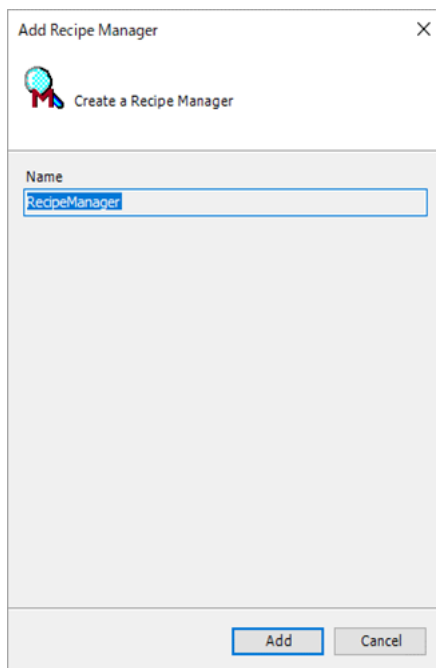 Add Recipe Manager
Create a Recipe Manager
Name
RecipeManager
Add Cancel